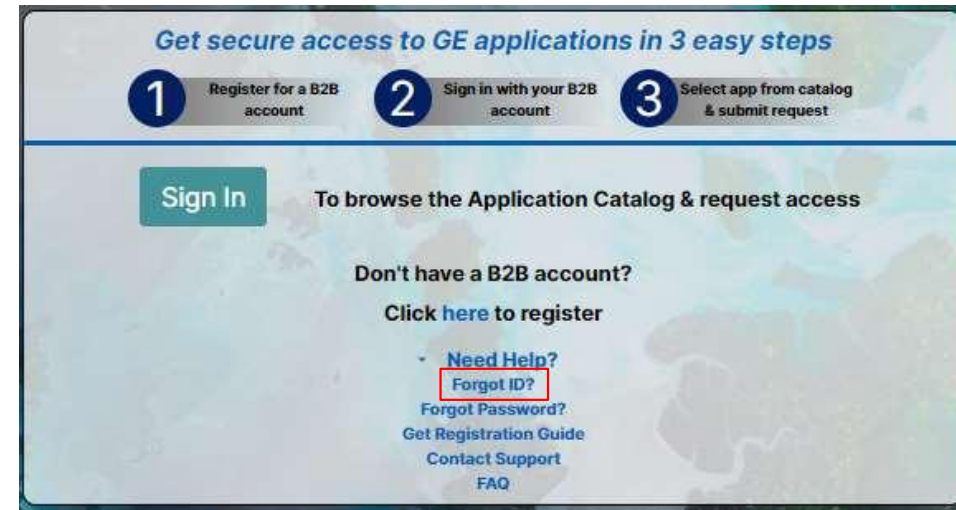 Get secure access to GE applications in 3 easy steps
1 Register for a B2B account
2 Sign in with your B2B account
3 Select app from catalog & submit request
Sign In To browse the Application Catalog & request access
Don't have a B2B account?
Click here to register
Need Help?
Forgot ID?
Forgot Password?
Get Registration Guide
Contact Support
FAQ